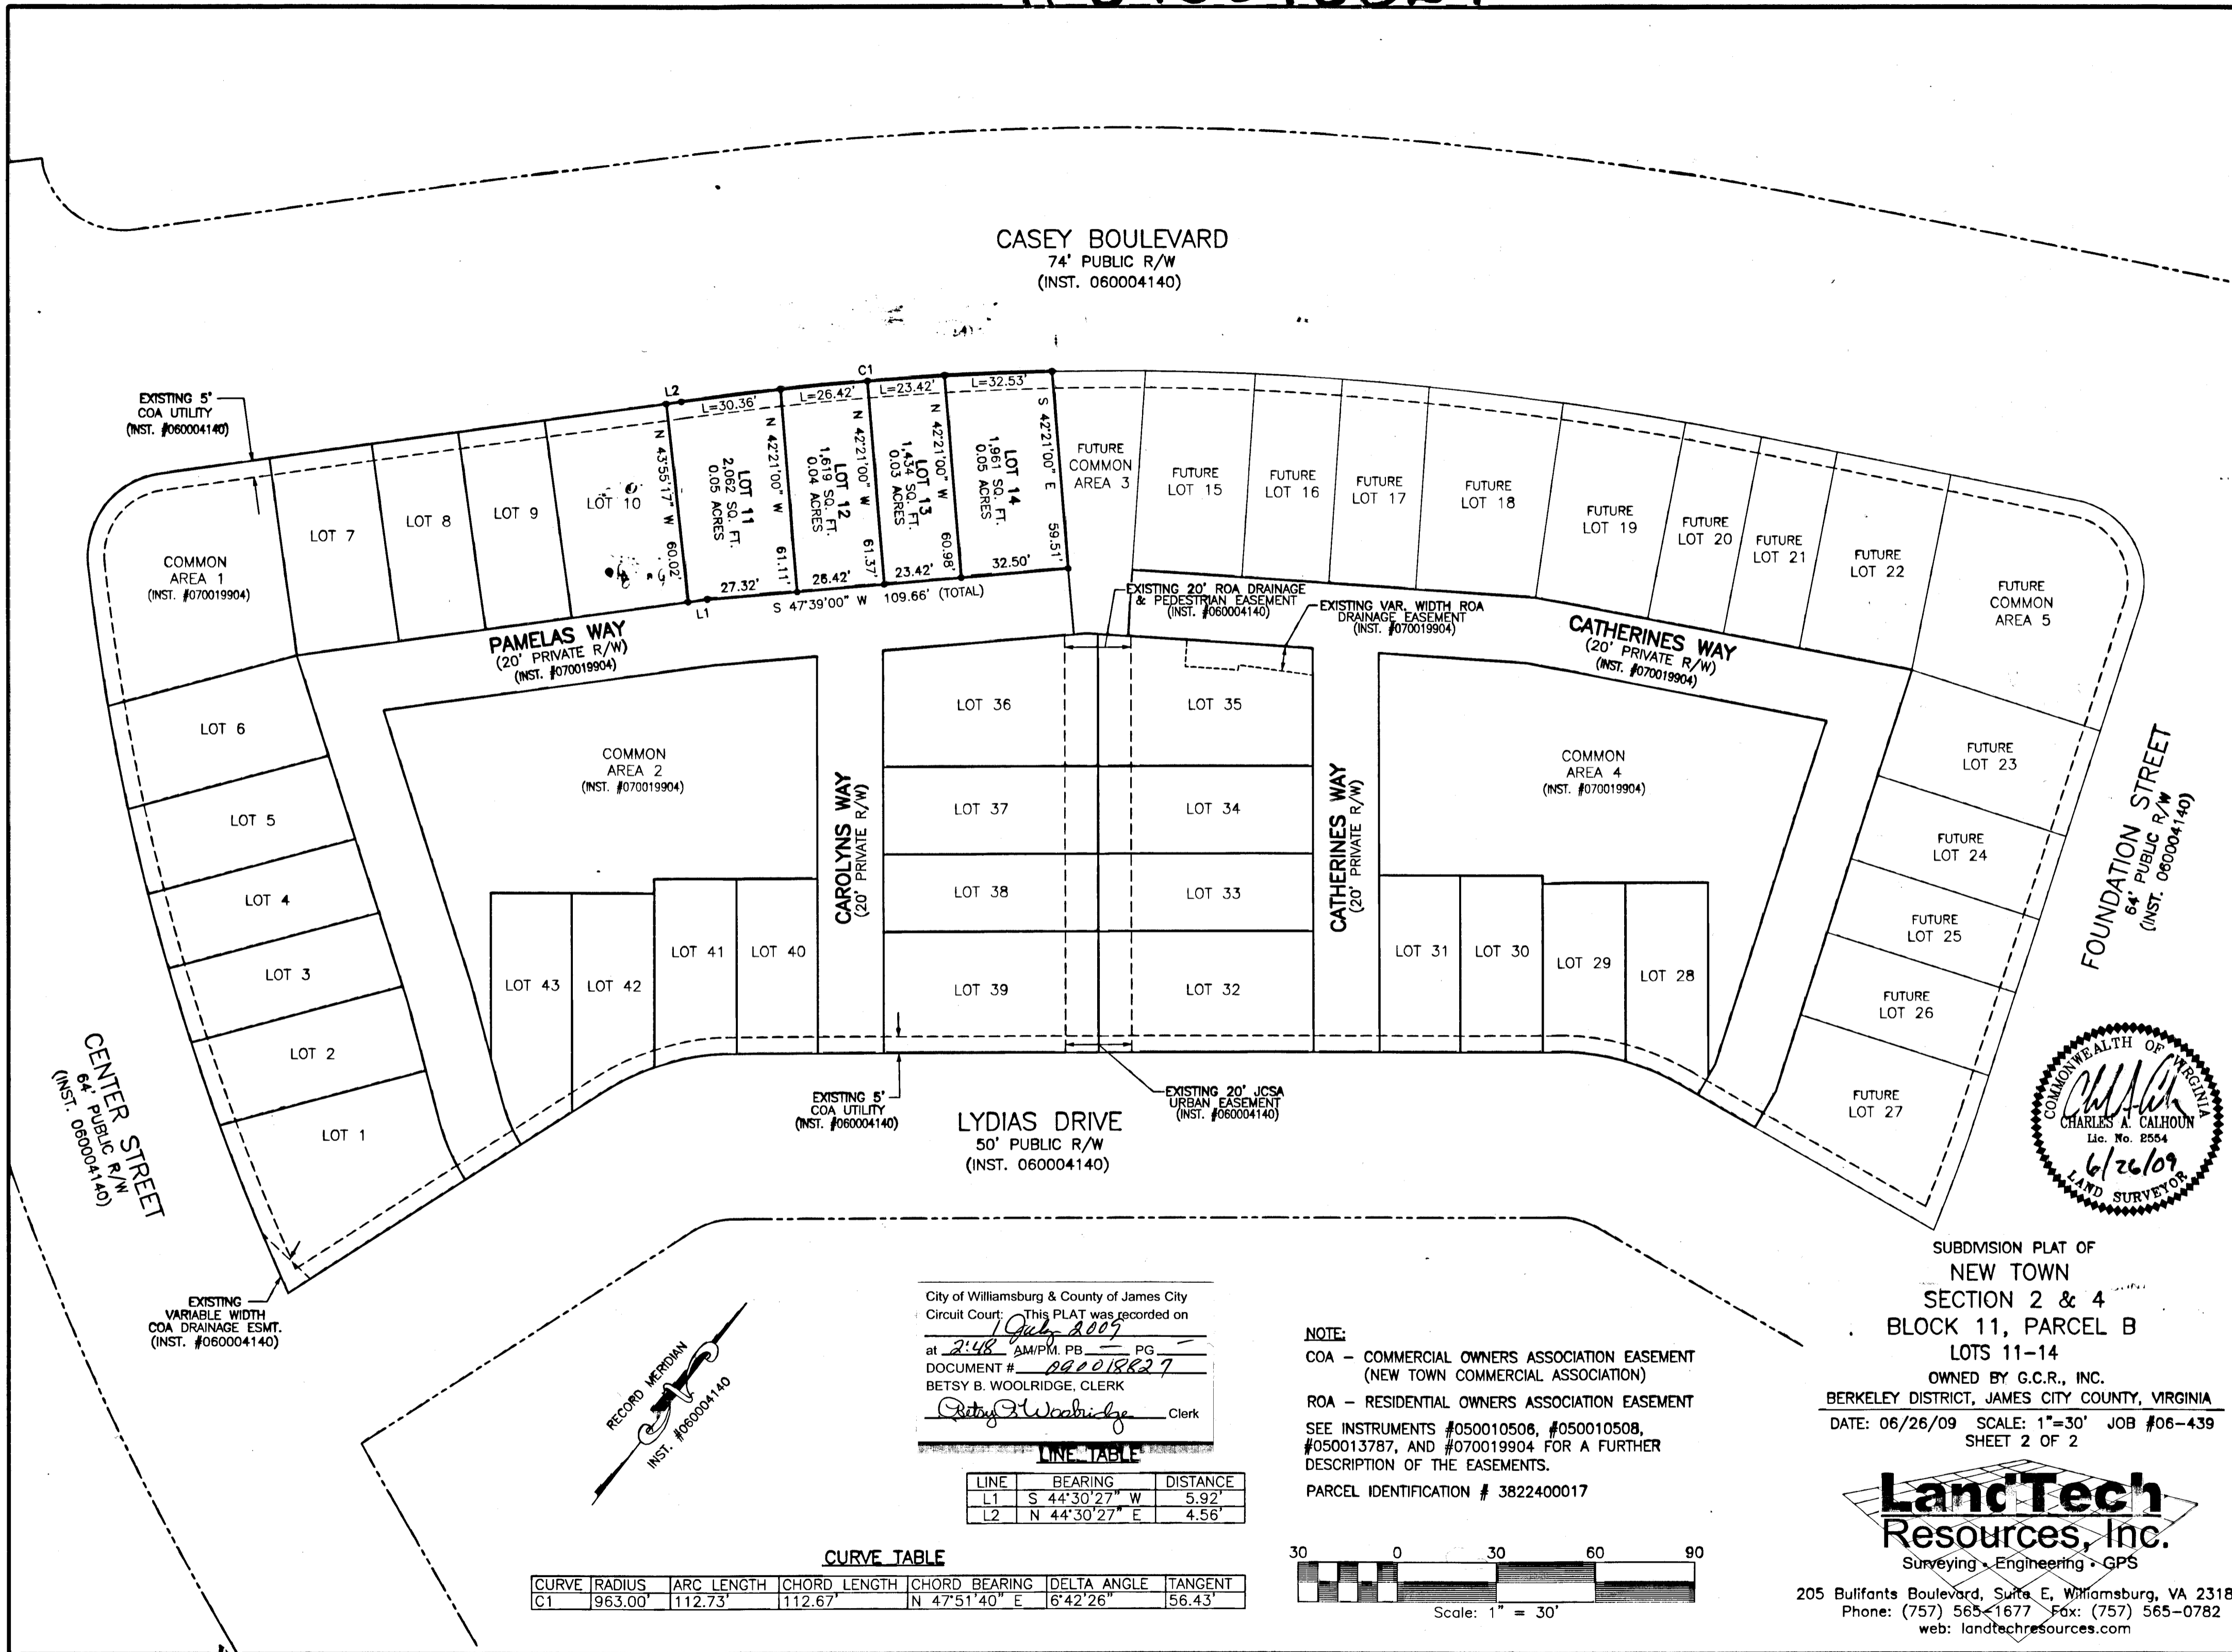 CASEY BOULEVARD
74' PUBLIC R/W
(INST. 060004140)
EXISTING 5'
COA UTILITY
(INST. #060004140)
L2
C1
L=30.36'
L=26.42'
L=23.42'
L=32.53'
N 43°55'17" W 60.02'
LOT 11
2,062 SQ. FT.
0.05 ACRES
N 42°21'00" W 61.11'
LOT 12
1,619 SQ. FT.
0.04 ACRES
N 42°21'00" W 61.37'
LOT 13
1,434 SQ. FT.
0.03 ACRES
N 42°21'00" W 60.98'
LOT 14
1,961 SQ. FT.
0.05 ACRES
S 42°21'00" E 59.51'
L1
27.32'
26.42'
23.42'
32.50'
S 47°39'00" W 109.66' (TOTAL)
COMMON
AREA 1
(INST. #070019904)
LOT 7
LOT 8
LOT 9
LOT 10
FUTURE
COMMON
AREA 3
FUTURE
LOT 15
FUTURE
LOT 16
FUTURE
LOT 17
FUTURE
LOT 18
FUTURE
LOT 19
FUTURE
LOT 20
FUTURE
LOT 21
FUTURE
LOT 22
FUTURE
COMMON
AREA 5
PAMELAS WAY
(20' PRIVATE R/W)
(INST. #070019904)
EXISTING 20' ROA DRAINAGE
& PEDESTRIAN EASEMENT
(INST. #060004140)
EXISTING VAR. WIDTH ROA
DRAINAGE EASEMENT
(INST. #070019904)
CATHERINES WAY
(20' PRIVATE R/W)
(INST. #070019904)
LOT 6
LOT 5
LOT 4
LOT 3
LOT 2
LOT 1
COMMON
AREA 2
(INST. #070019904)
LOT 43
LOT 42
LOT 41
LOT 40
CAROLYNS WAY
(20' PRIVATE R/W)
LOT 36
LOT 37
LOT 38
LOT 39
LOT 35
LOT 34
LOT 33
LOT 32
CATHERINES WAY
(20' PRIVATE R/W)
COMMON
AREA 4
(INST. #070019904)
LOT 31
LOT 30
LOT 29
LOT 28
FUTURE
LOT 23
FUTURE
LOT 24
FUTURE
LOT 25
FUTURE
LOT 26
FUTURE
LOT 27
FOUNDATION STREET
64' PUBLIC R/W
(INST. 060004140)
CENTER STREET
64' PUBLIC R/W
(INST. 060004140)
EXISTING 5'
COA UTILITY
(INST. #060004140)
LYDIAS DRIVE
50' PUBLIC R/W
(INST. 060004140)
EXISTING 20' JCSA
URBAN EASEMENT
(INST. #060004140)
EXISTING
VARIABLE WIDTH
COA DRAINAGE ESMT.
(INST. #060004140)
COMMONWEALTH OF VIRGINIA
CHARLES A. CALHOUN
Lic. No. 2554
6/26/09
LAND SURVEYOR
RECORD MERIDIAN
INST. #060004140
City of Williamsburg & County of James City
Circuit Court: This PLAT was recorded on
1 July 2009
at 2:48 AM/PM. PB — PG —
DOCUMENT # 090018827
BETSY B. WOOLRIDGE, CLERK
Betsy B. Woolridge Clerk
LINE TABLE
LINE BEARING DISTANCE
L1 S 44°30'27" W 5.92'
L2 N 44°30'27" E 4.56'
CURVE TABLE
CURVE RADIUS ARC LENGTH CHORD LENGTH CHORD BEARING DELTA ANGLE TANGENT
C1 963.00' 112.73' 112.67' N 47°51'40" E 6°42'26" 56.43'
NOTE:
COA – COMMERCIAL OWNERS ASSOCIATION EASEMENT
(NEW TOWN COMMERCIAL ASSOCIATION)
ROA – RESIDENTIAL OWNERS ASSOCIATION EASEMENT
SEE INSTRUMENTS #050010506, #050010508,
#050013787, AND #070019904 FOR A FURTHER
DESCRIPTION OF THE EASEMENTS.
PARCEL IDENTIFICATION # 3822400017
30 0 30 60 90
Scale: 1" = 30'
SUBDIVISION PLAT OF
NEW TOWN
SECTION 2 & 4
BLOCK 11, PARCEL B
LOTS 11–14
OWNED BY G.C.R., INC.
BERKELEY DISTRICT, JAMES CITY COUNTY, VIRGINIA
DATE: 06/26/09 SCALE: 1"=30' JOB #06–439
SHEET 2 OF 2
LandTech
Resources, Inc.
Surveying • Engineering • GPS
205 Bulifants Boulevard, Suite E, Williamsburg, VA 2318
Phone: (757) 565–1677 Fax: (757) 565–0782
web: landtechresources.com